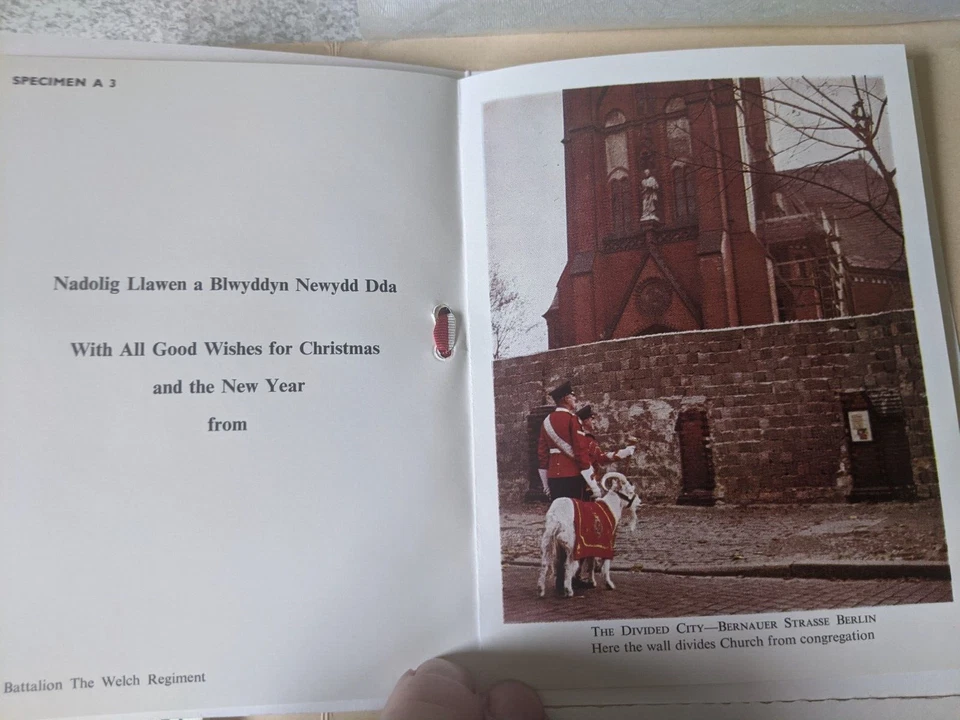 SPECIMEN A 3
Nadolig Llawen a Blwyddyn Newydd Dda
With All Good Wishes for Christmas
and the New Year
from
Battalion The Welch Regiment
THE DIVIDED CITY—BERNAUER STRASSE BERLIN
Here the wall divides Church from congregation